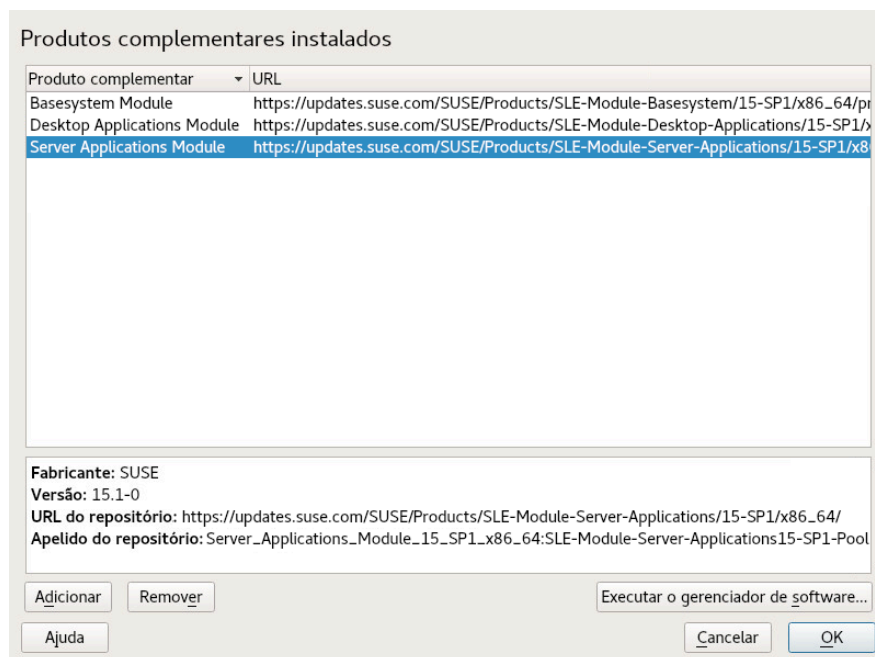 Produtos complementares instalados
Produto complementar URL
Basesystem Module https://updates.suse.com/SUSE/Products/SLE-Module-Basesystem/15-SP1/x86_64/pr
Desktop Applications Module https://updates.suse.com/SUSE/Products/SLE-Module-Desktop-Applications/15-SP1/x
Server Applications Module https://updates.suse.com/SUSE/Products/SLE-Module-Server-Applications/15-SP1/x8
Fabricante: SUSE
Versão: 15.1-0
URL do repositório: https://updates.suse.com/SUSE/Products/SLE-Module-Server-Applications/15-SP1/x86_64/
Apelido do repositório: Server_Applications_Module_15_SP1_x86_64:SLE-Module-Server-Applications15-SP1-Pool
Adicionar Remover Executar o gerenciador de software...
Ajuda Cancelar OK